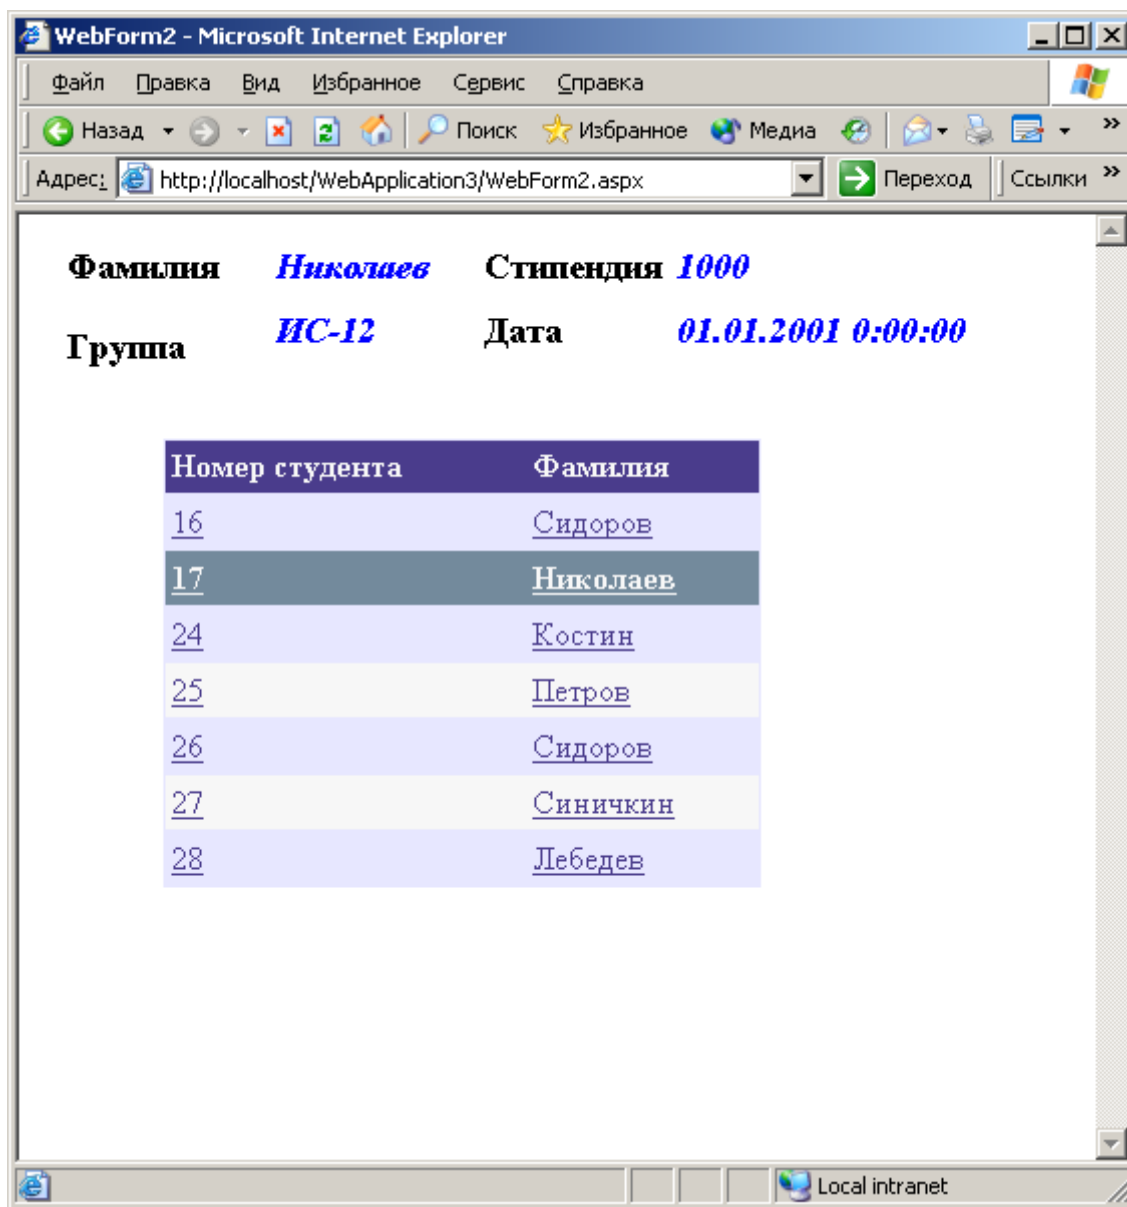 WebForm2 - Microsoft Internet Explorer
Файл Правка Вид Избранное Сервис Справка
Назад Поиск Избранное Медиа »
Адрес: http://localhost/WebApplication3/WebForm2.aspx Переход Ссылки »
Фамилия Николаев Стипендия 1000
Группа ИС-12 Дата 01.01.2001 0:00:00
Номер студента Фамилия
16 Сидоров
17 Николаев
24 Костин
25 Петров
26 Сидоров
27 Синичкин
28 Лебедев
Local intranet